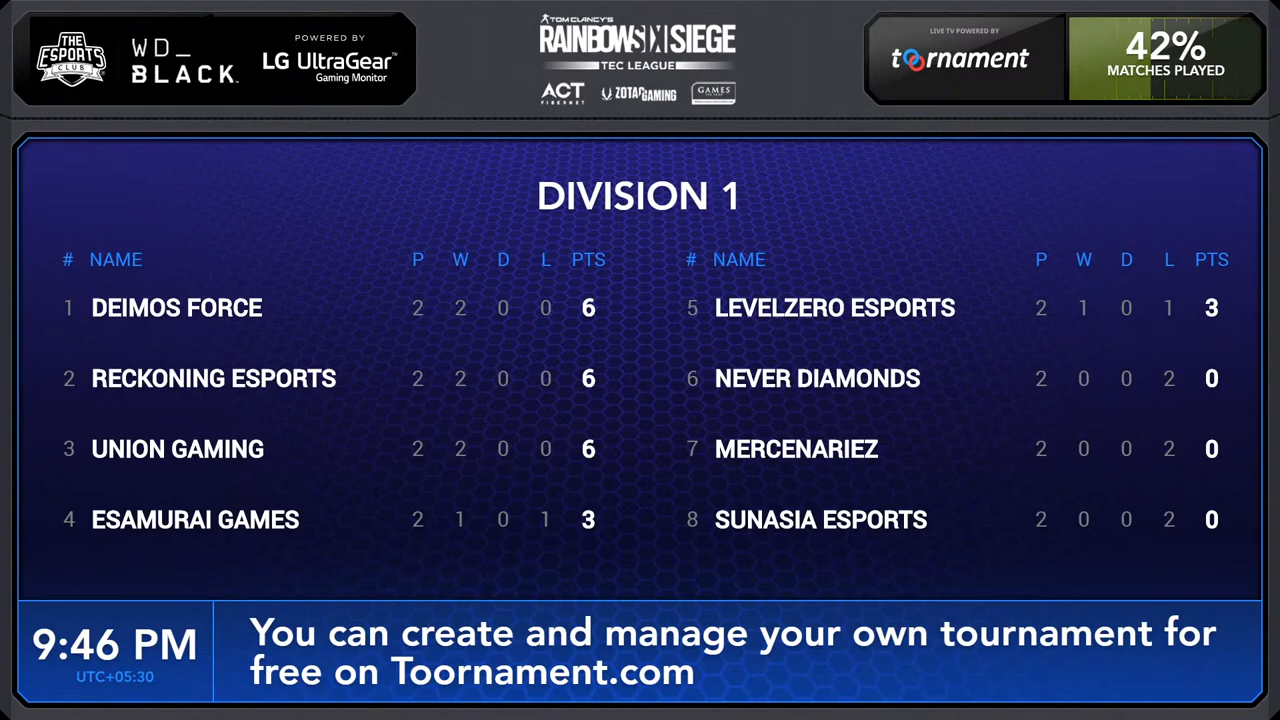 THE
ESPORTS
CLUB
WD_
BLACK.
POWERED BY
LG UltraGear™
Gaming Monitor
TOM CLANCY'S
RAINBOW SIX SIEGE
TEC LEAGUE
ACT
FIBERNET
ZOTAC GAMING
GAMES
LIVE TV POWERED BY
toornament
42%
MATCHES PLAYED
DIVISION 1
# NAME P W D L PTS
1 DEIMOS FORCE 2 2 0 0 6
2 RECKONING ESPORTS 2 2 0 0 6
3 UNION GAMING 2 2 0 0 6
4 ESAMURAI GAMES 2 1 0 1 3
# NAME P W D L PTS
5 LEVELZERO ESPORTS 2 1 0 1 3
6 NEVER DIAMONDS 2 0 0 2 0
7 MERCENARIEZ 2 0 0 2 0
8 SUNASIA ESPORTS 2 0 0 2 0
9:46 PM
UTC+05:30
You can create and manage your own tournament for
free on Toornament.com